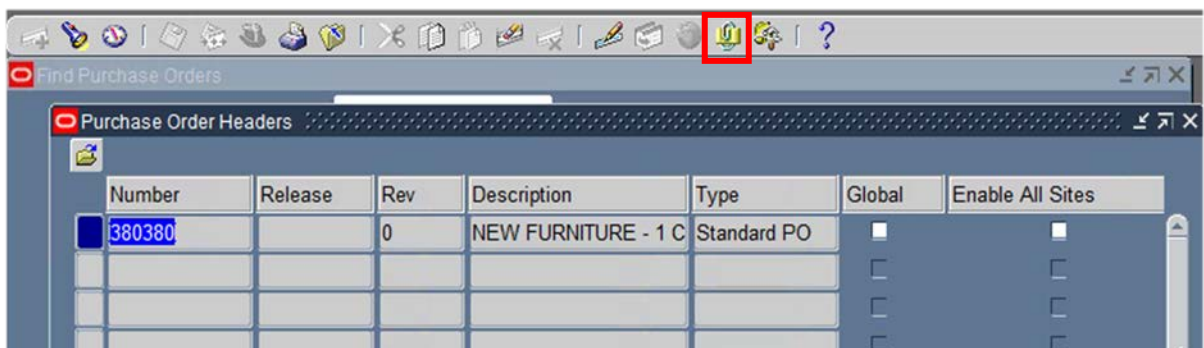 ?
Find Purchase Orders
Purchase Order Headers
Number Release Rev Description Type Global Enable All Sites
380380 0 NEW FURNITURE - 1 C Standard PO